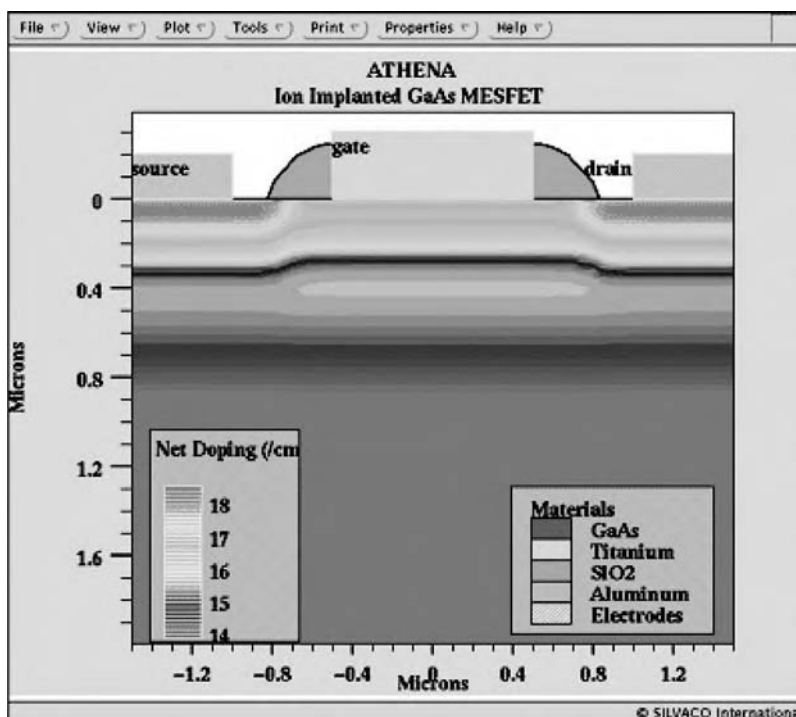 File View Plot Tools Print Properties Help
ATHENA
Ion Implanted GaAs MESFET
source
gate
drain
0
0.4
0.8
1.2
1.6
Microns
Net Doping (/cm
18
17
16
15
14
Materials
GaAs
Titanium
SiO2
Aluminum
Electrodes
−1.2 −0.8 −0.4 0 0.4 0.8 1.2
Microns
© SILVACO Internationa